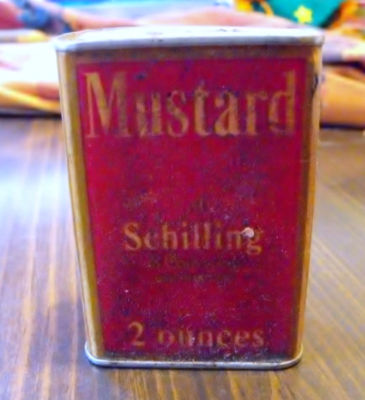 Mustard
Schilling
2 ounces